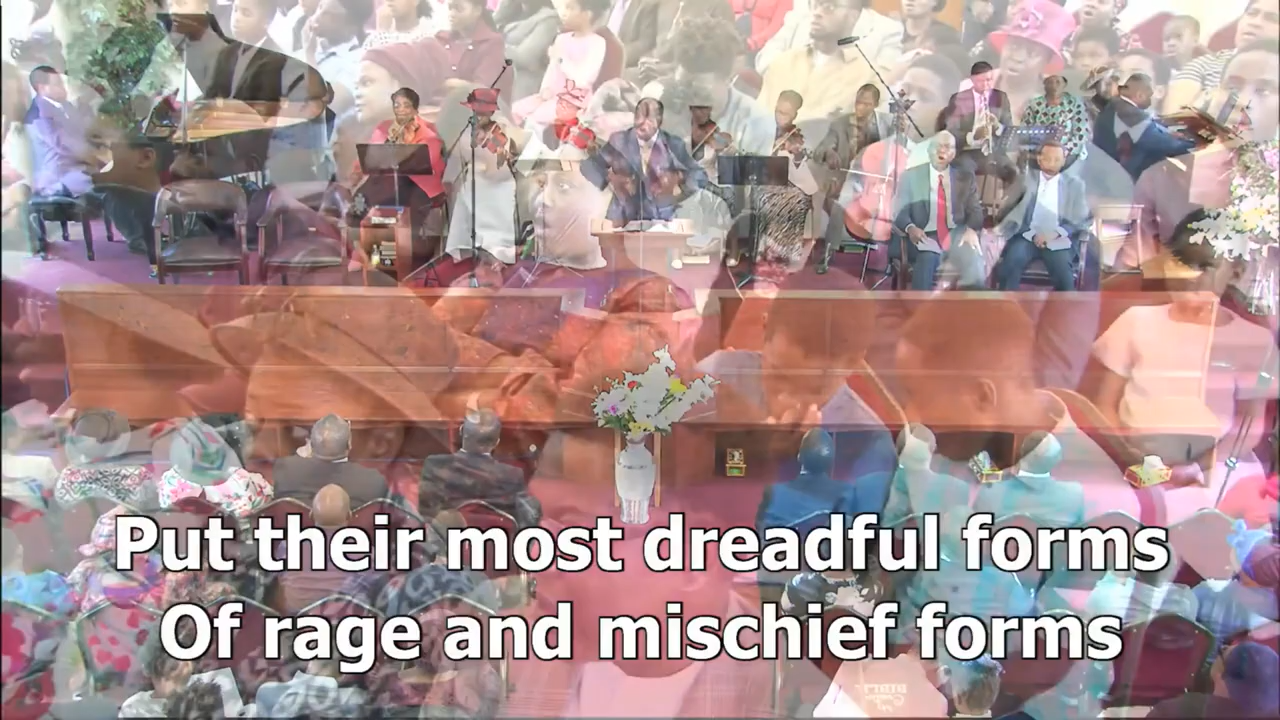 Put their most dreadful forms
Of rage and mischief forms